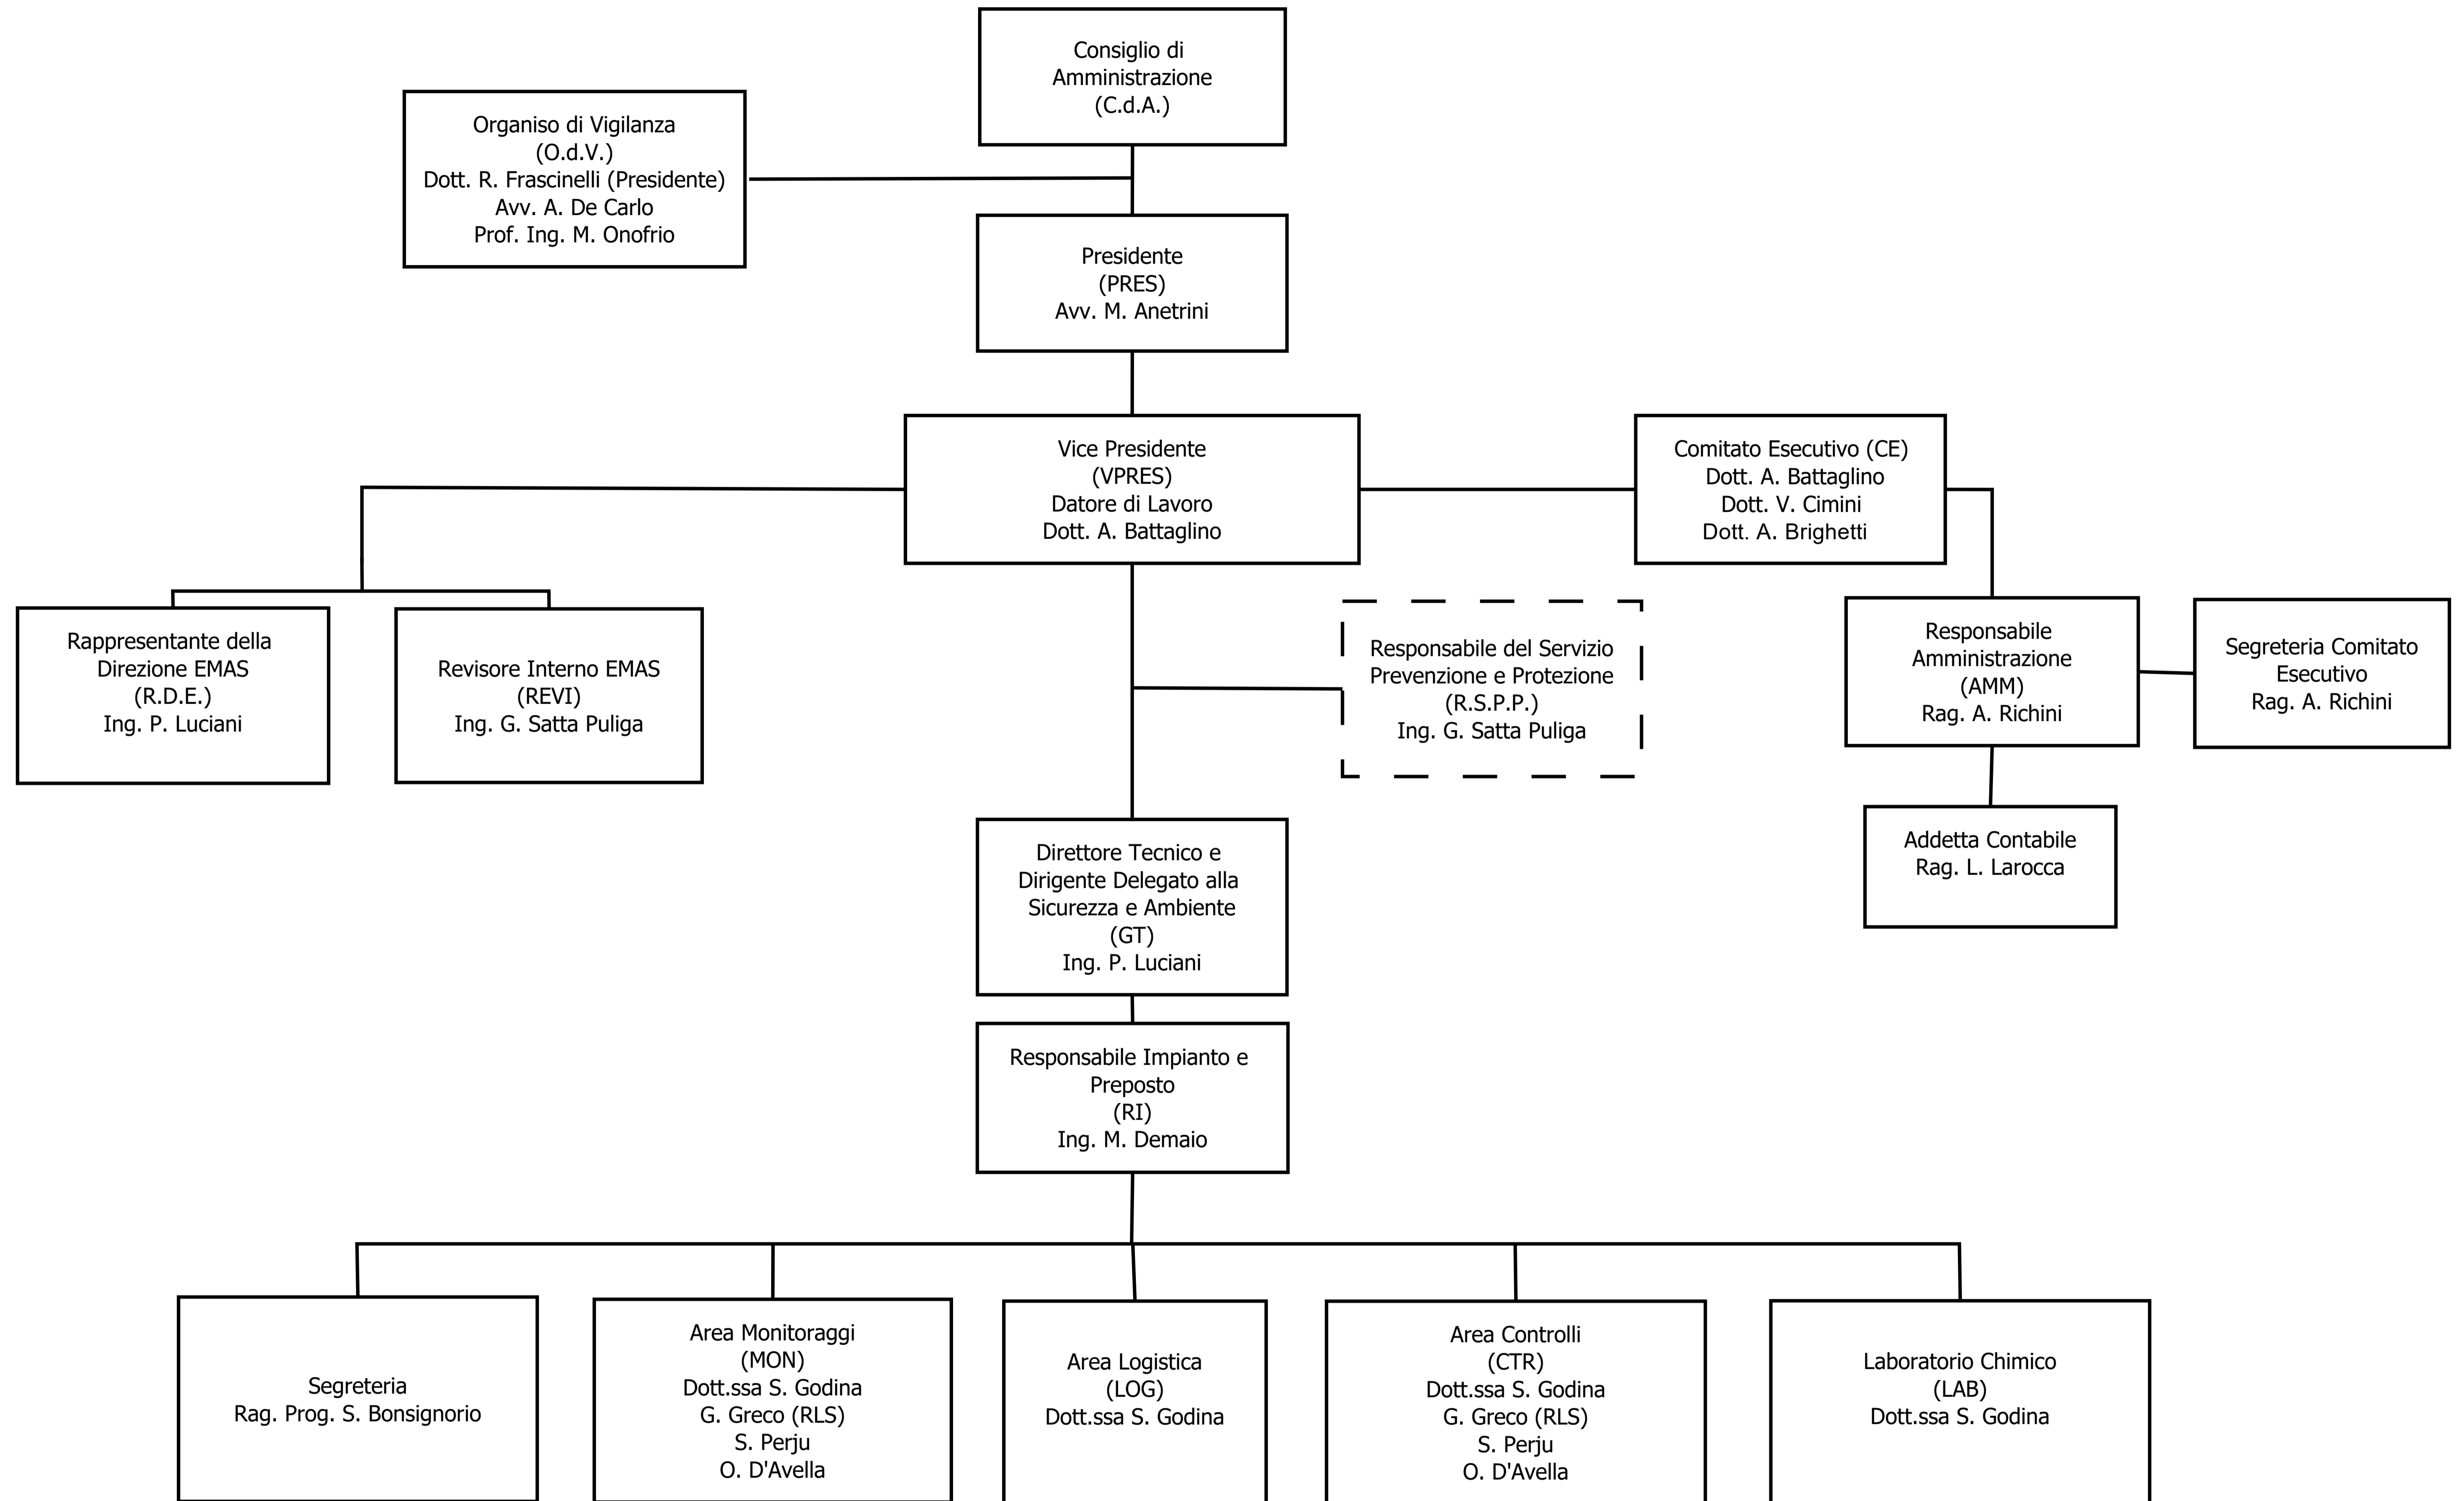 Consiglio di
Amministrazione
(C.d.A.)
Organiso di Vigilanza
(O.d.V.)
Dott. R. Frascinelli (Presidente)
Avv. A. De Carlo
Prof. Ing. M. Onofrio
Presidente
(PRES)
Avv. M. Anetrini
Vice Presidente
(VPRES)
Datore di Lavoro
Dott. A. Battaglino
Comitato Esecutivo (CE)
Dott. A. Battaglino
Dott. V. Cimini
Dott. A. Brighetti
Rappresentante della
Direzione EMAS
(R.D.E.)
Ing. P. Luciani
Revisore Interno EMAS
(REVI)
Ing. G. Satta Puliga
Responsabile del Servizio
Prevenzione e Protezione
(R.S.P.P.)
Ing. G. Satta Puliga
Responsabile
Amministrazione
(AMM)
Rag. A. Richini
Segreteria Comitato
Esecutivo
Rag. A. Richini
Addetta Contabile
Rag. L. Larocca
Direttore Tecnico e
Dirigente Delegato alla
Sicurezza e Ambiente
(GT)
Ing. P. Luciani
Responsabile Impianto e
Preposto
(RI)
Ing. M. Demaio
Segreteria
Rag. Prog. S. Bonsignorio
Area Monitoraggi
(MON)
Dott.ssa S. Godina
G. Greco (RLS)
S. Perju
O. D'Avella
Area Logistica
(LOG)
Dott.ssa S. Godina
Area Controlli
(CTR)
Dott.ssa S. Godina
G. Greco (RLS)
S. Perju
O. D'Avella
Laboratorio Chimico
(LAB)
Dott.ssa S. Godina